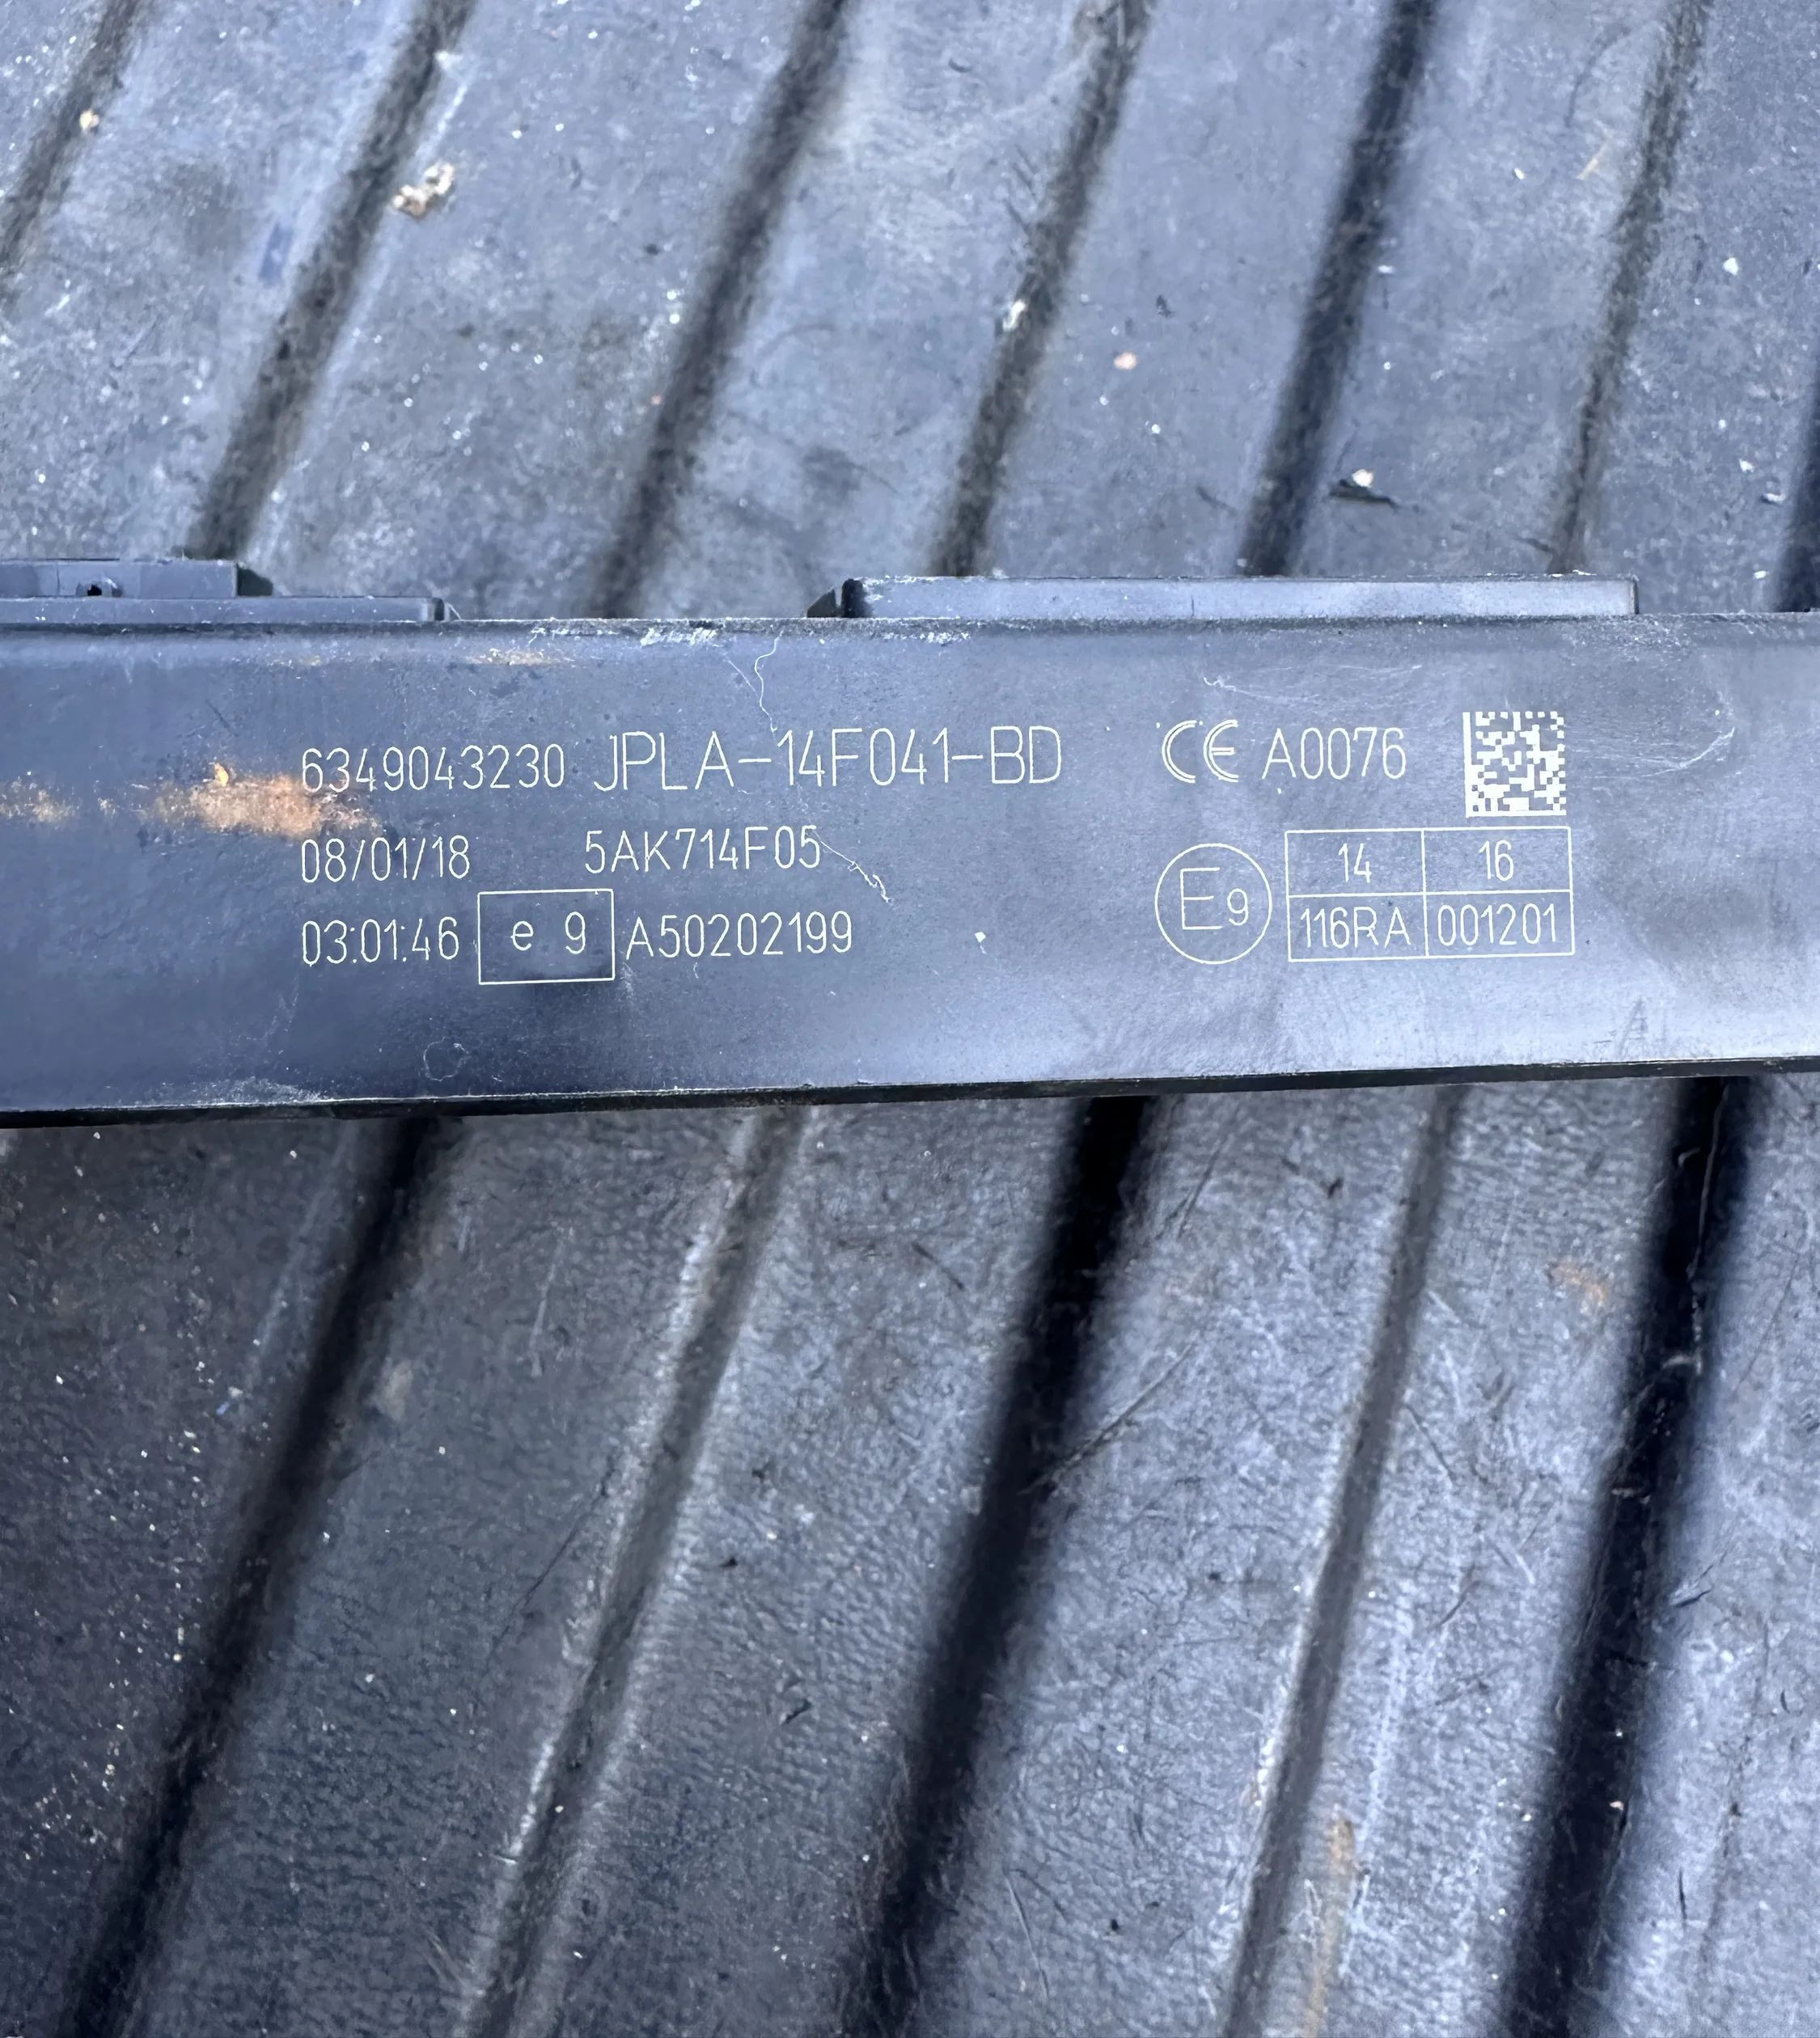 6349043230 JPLA-14F041-BD CE A0076
08/01/18 5AK714F05
03:01:46 e 9 A50202199
E9 14 16
116RA 001201